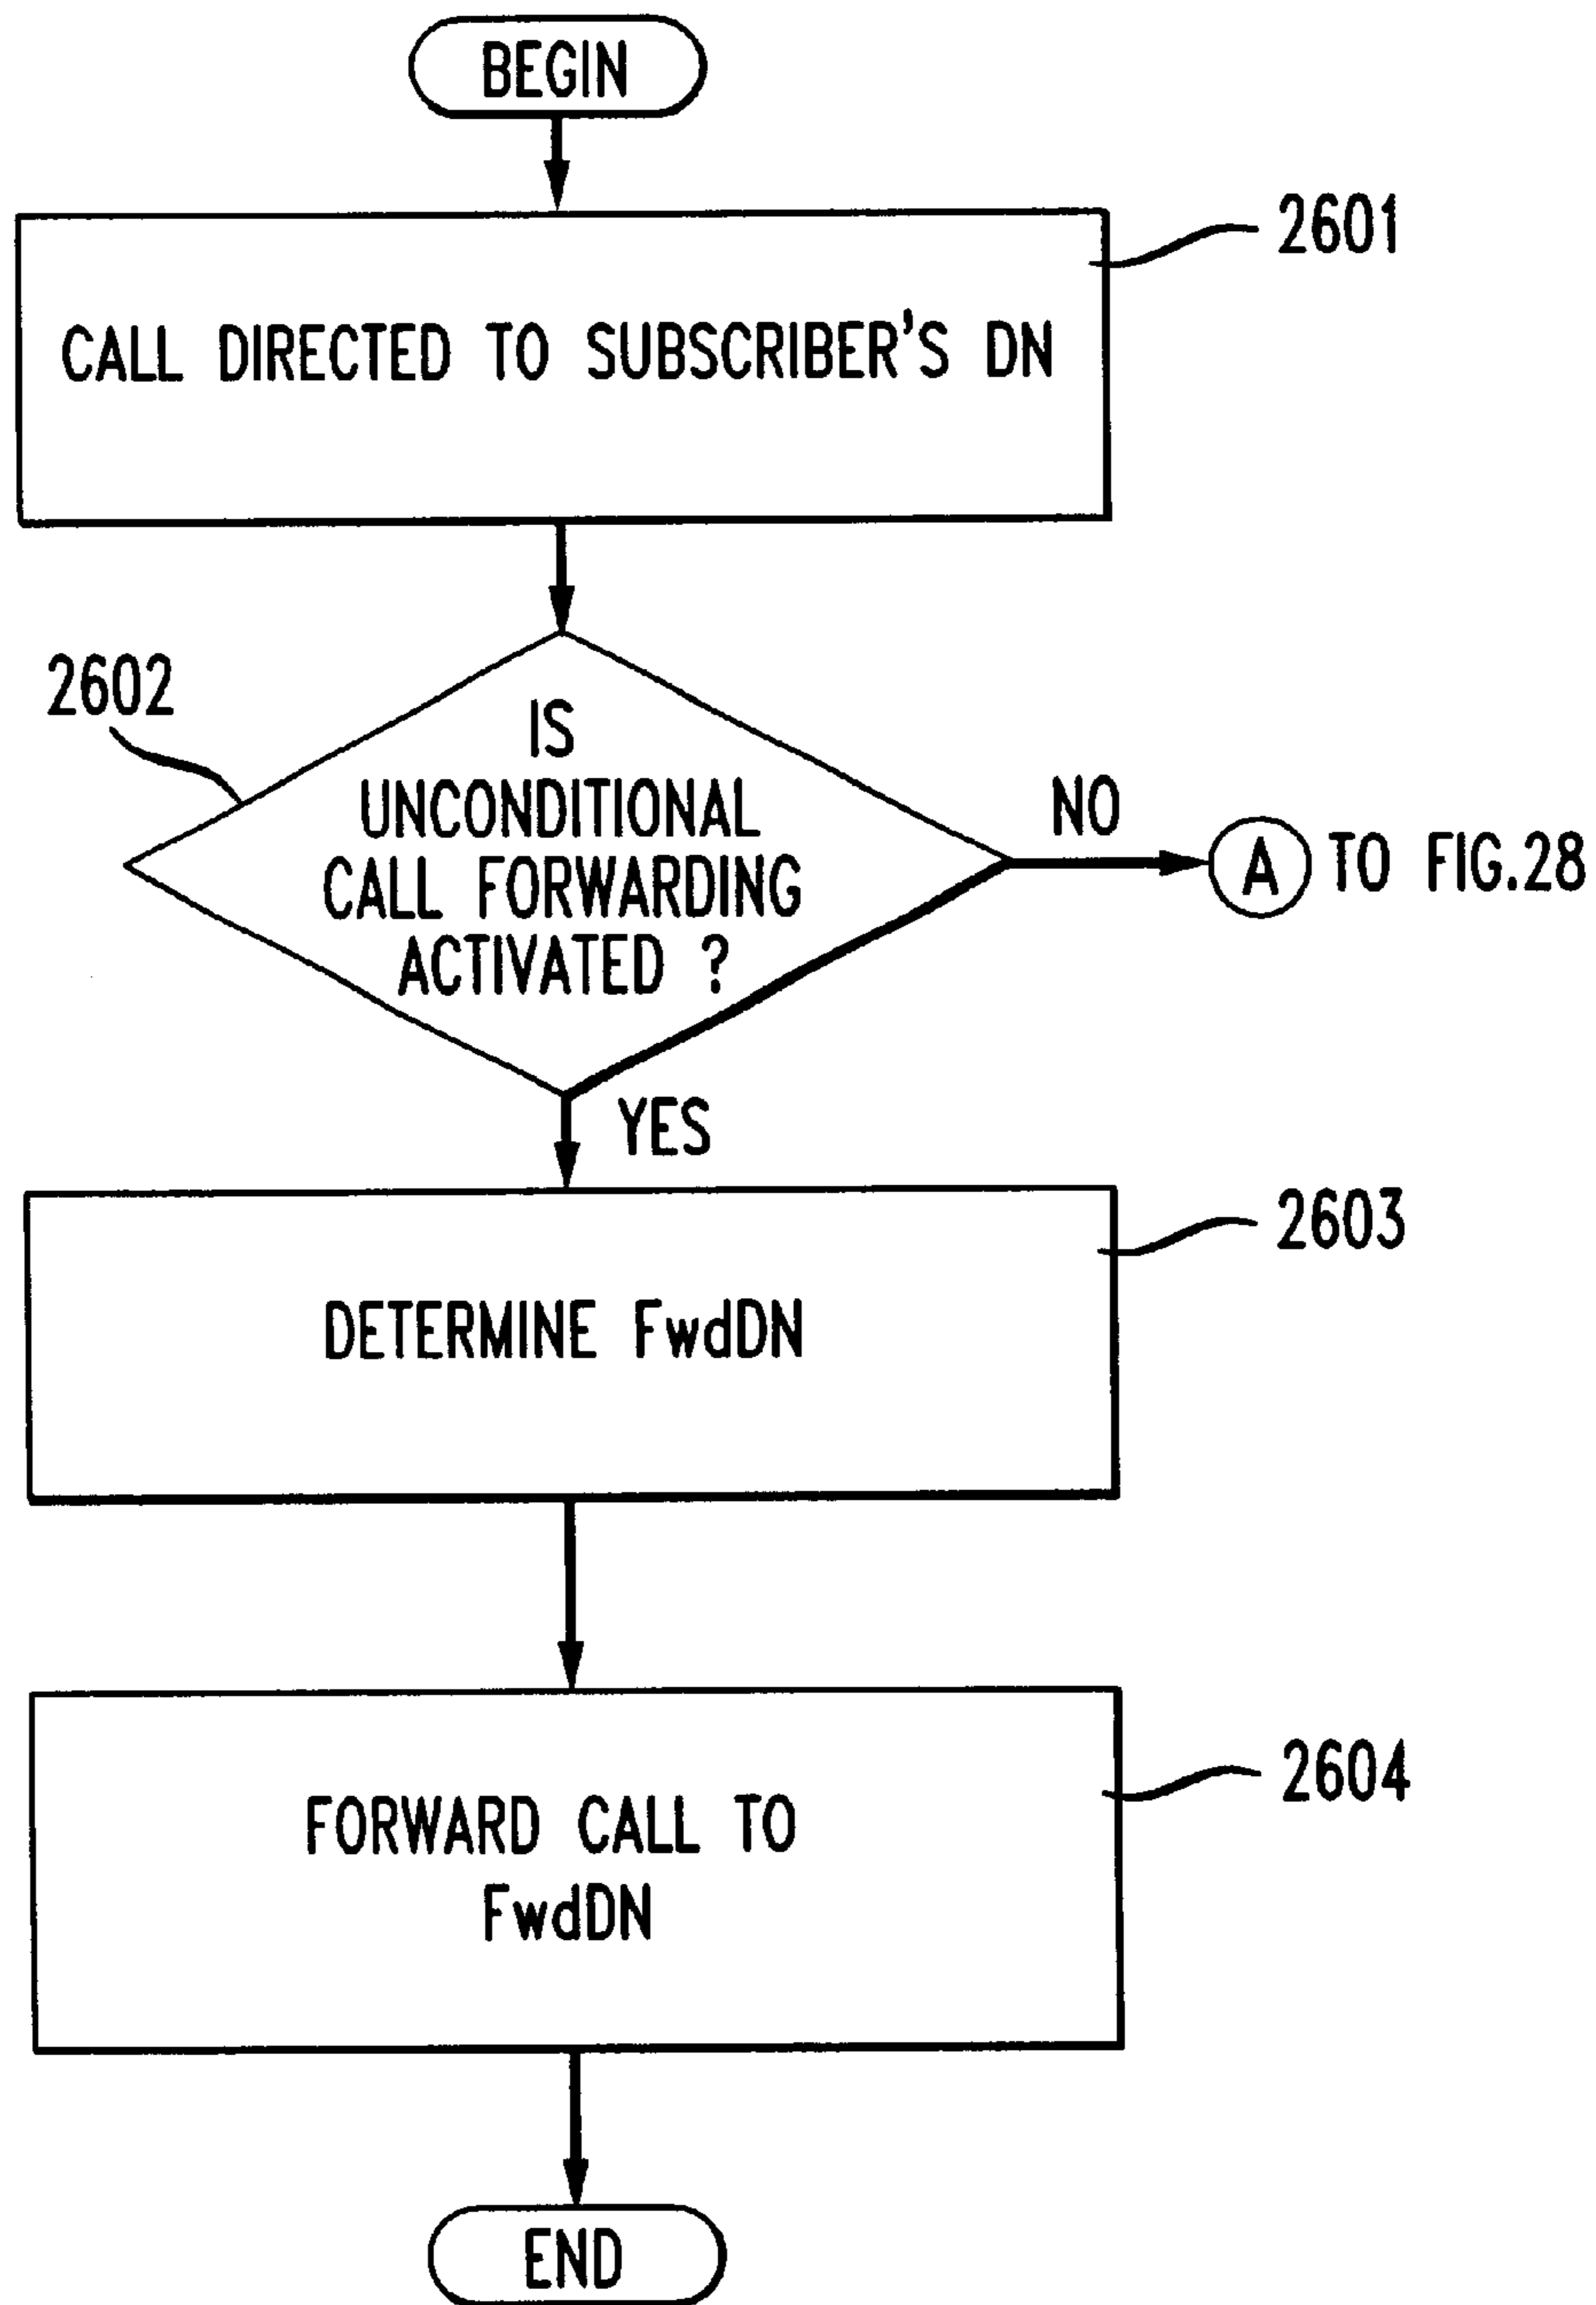 BEGIN
2601
CALL DIRECTED TO SUBSCRIBER'S DN
2602
IS
UNCONDITIONAL
CALL FORWARDING
ACTIVATED ?
NO
A TO FIG.28
YES
2603
DETERMINE FwdDN
2604
FORWARD CALL TO
FwdDN
END